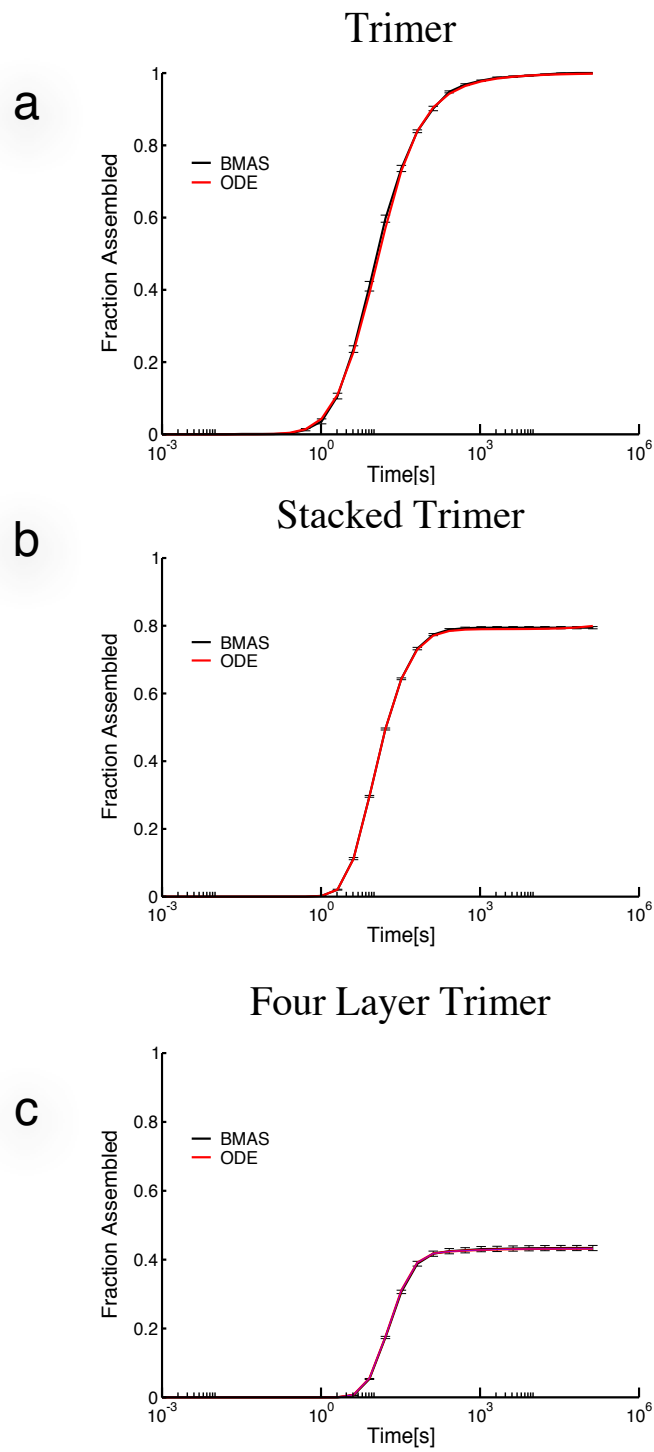 Trimer
a
1
0.8
0.6
0.4
0.2
0
Fraction Assembled
BMAS
ODE
10^-3
10^0
10^3
10^6
Time[s]
Stacked Trimer
b
1
0.8
0.6
0.4
0.2
0
Fraction Assembled
BMAS
ODE
10^-3
10^0
10^3
10^6
Time[s]
Four Layer Trimer
c
1
0.8
0.6
0.4
0.2
0
Fraction Assembled
BMAS
ODE
10^-3
10^0
10^3
10^6
Time[s]